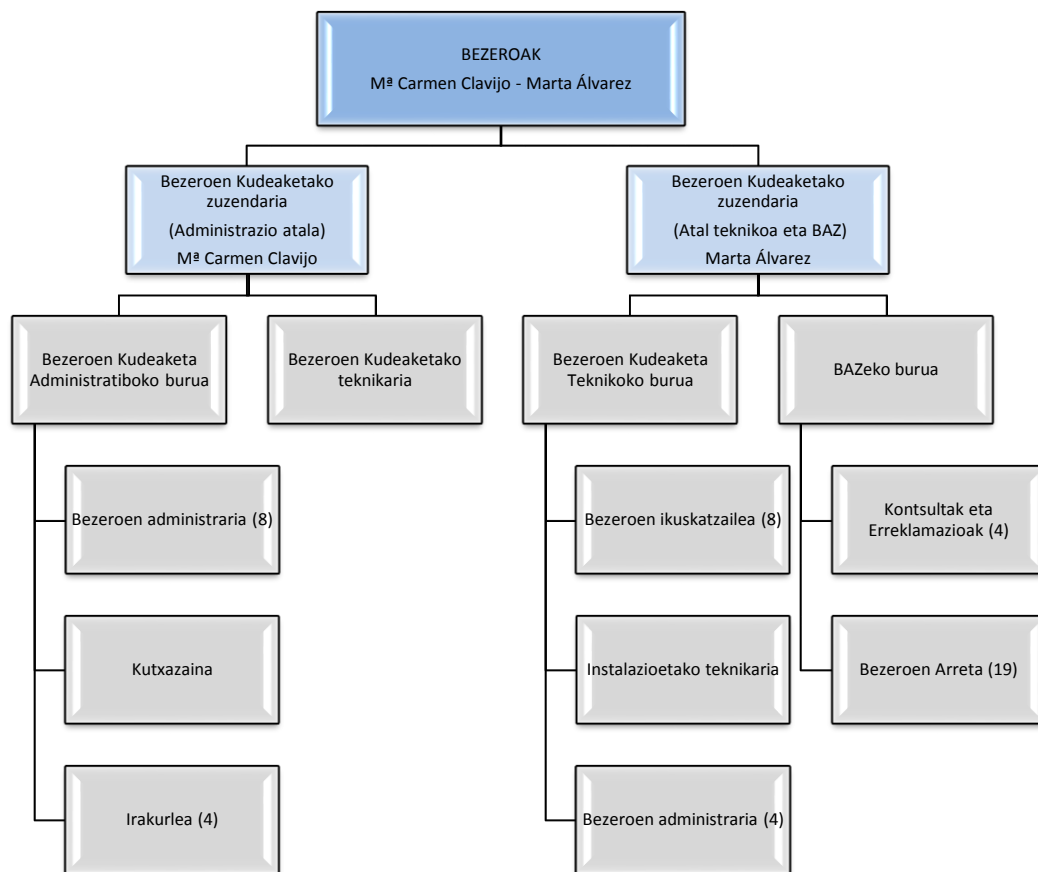 BEZEROAK
Mª Carmen Clavijo - Marta Álvarez
Bezeroen Kudeaketako
zuzendaria
(Administrazio atala)
Mª Carmen Clavijo
Bezeroen Kudeaketako
zuzendaria
(Atal teknikoa eta BAZ)
Marta Álvarez
Bezeroen Kudeaketa
Administratiboko burua
Bezeroen Kudeaketako
teknikaria
Bezeroen Kudeaketa
Teknikoko burua
BAZeko burua
Bezeroen administraria (8)
Kutxazaina
Irakurlea (4)
Bezeroen ikuskatzailea (8)
Instalazioetako teknikaria
Bezeroen administraria (4)
Kontsultak eta
Erreklamazioak (4)
Bezeroen Arreta (19)